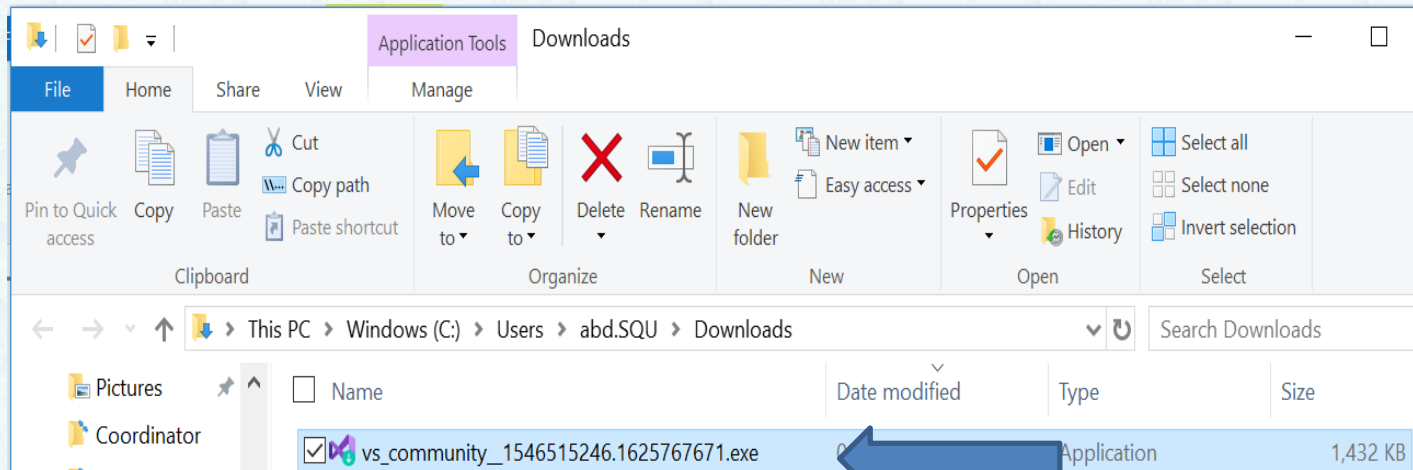 Application Tools Downloads
File Home Share View Manage
Pin to Quick access
Copy
Paste
Cut
Copy path
Paste shortcut
Move to
Copy to
Delete
Rename
New folder
New item
Easy access
Properties
Open
Edit
History
Select all
Select none
Invert selection
Clipboard Organize New Open Select
This PC > Windows (C:) > Users > abd.SQU > Downloads
Search Downloads
Pictures
Coordinator
Name Date modified Type Size
vs_community__1546515246.1625767671.exe Application 1,432 KB